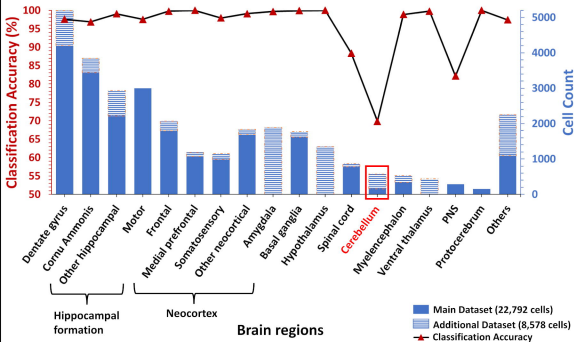 Classification Accuracy (%)
100
95
90
85
80
75
70
65
60
55
50
5000
4000
3000
2000
1000
0
Cell Count
Dentate gyrus
Cornu Ammonis
Other hippocampal
Motor
Frontal
Medial prefrontal
Somatosensory
Other neocortical
Amygdala
Basal ganglia
Hypothalamus
Spinal cord
Cerebellum
Myelencephalon
Ventral thalamus
PNS
Protocerebrum
Others
Hippocampal
formation
Neocortex
Brain regions
Main Dataset (22,792 cells)
Additional Dataset (8,578 cells)
Classification Accuracy